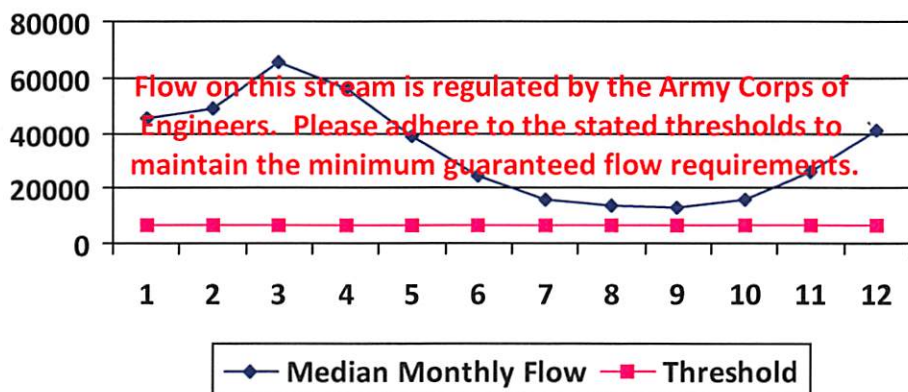 80000
60000
40000
20000
0
Flow on this stream is regulated by the Army Corps of
Engineers. Please adhere to the stated thresholds to
maintain the minimum guaranteed flow requirements.
1 2 3 4 5 6 7 8 9 10 11 12
Median Monthly Flow Threshold